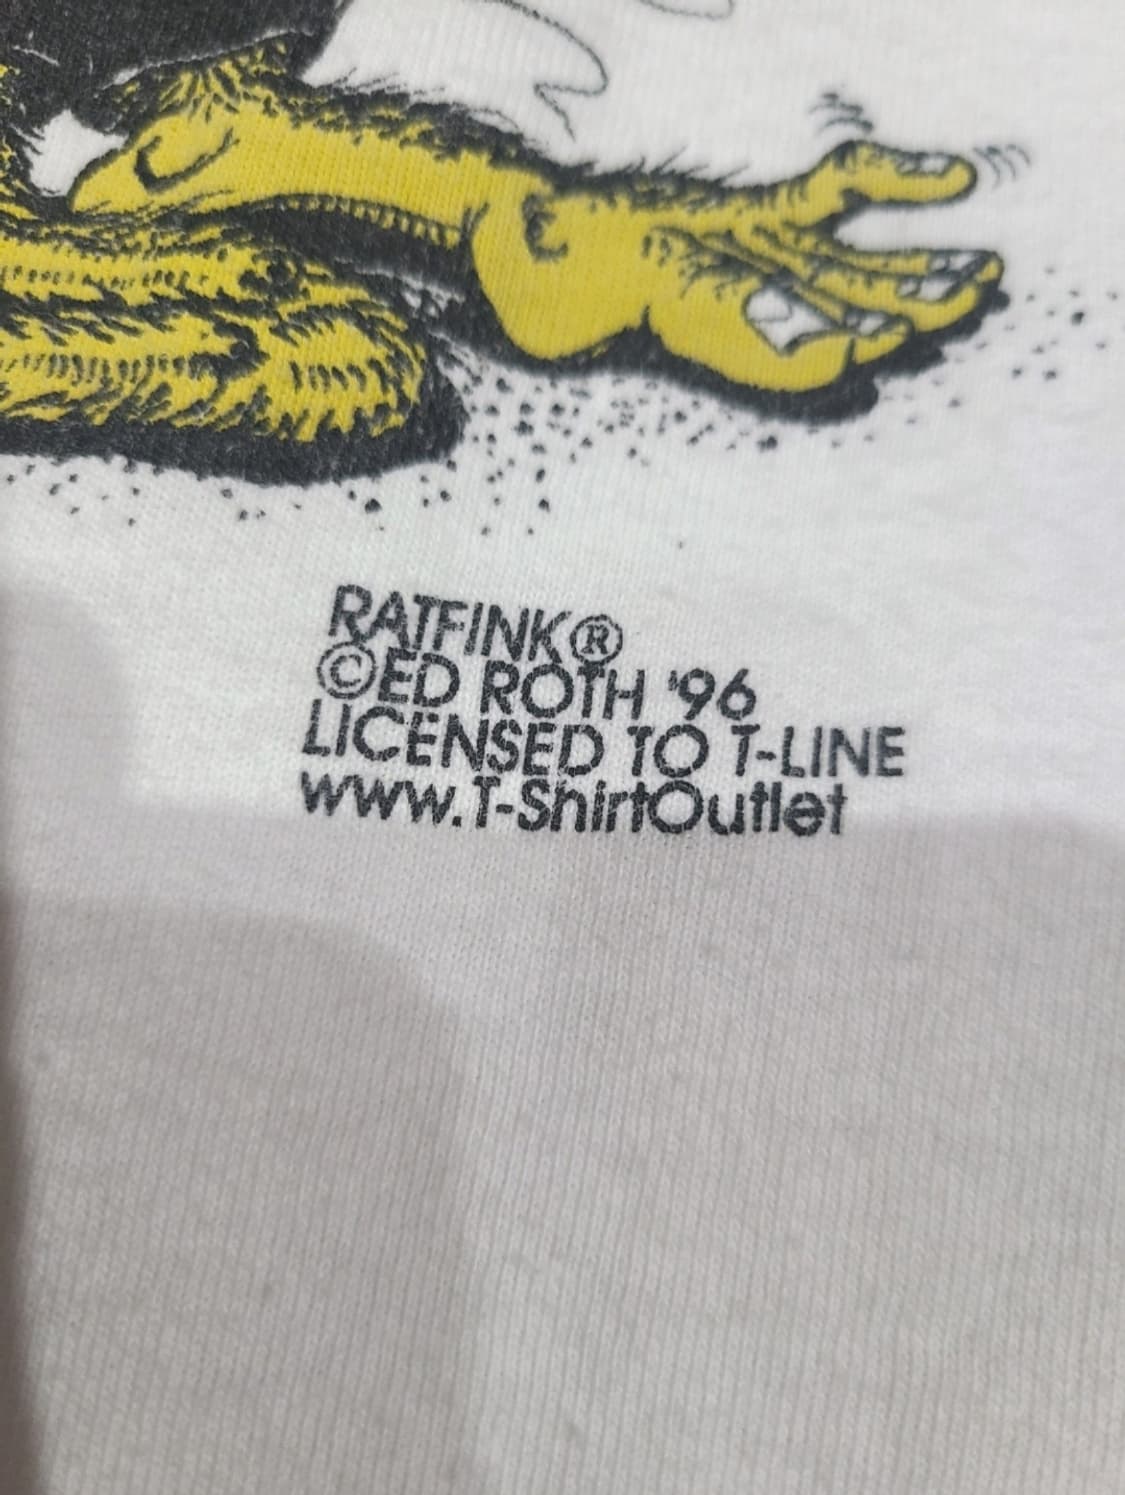 RATFINK®
©ED ROTH '96
LICENSED TO T-LINE
www.T-ShirtOutlet